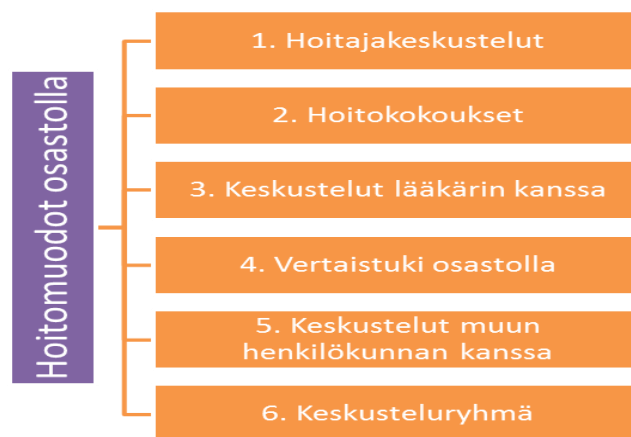 Hoitomuodot osastolla
1. Hoitajakeskustelut
2. Hoitokokoukset
3. Keskustelut lääkärin kanssa
4. Vertaistuki osastolla
5. Keskustelut muun
henkilökunnan kanssa
6. Keskusteluryhmä